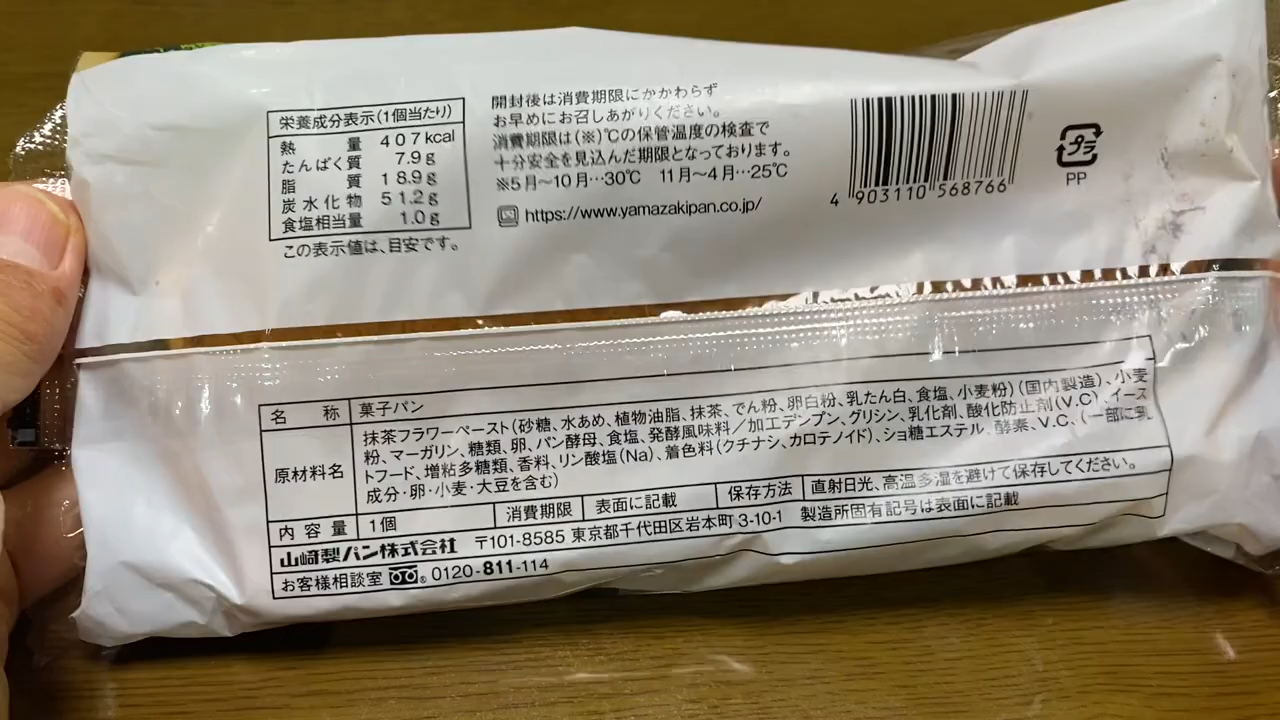 栄養成分表示(1個当たり)
熱量 407kcal
たんぱく質 7.9g
脂質 18.9g
炭水化物 51.2g
食塩相当量 1.0g
この表示値は、目安です。
開封後は消費期限にかかわらず
お早めにお召しあがりください。
消費期限は(※)℃の保管温度の検査で
十分安全を見込んだ期限となっております。
※5月～10月…30℃ 11月～4月…25℃
https://www.yamazakipan.co.jp/
4 903110 568766
プラ
PP
名称 菓子パン
原材料名
抹茶フラワーペースト(砂糖、水あめ、植物油脂、抹茶、でん粉、卵白粉、乳たん白、食塩、小麦粉)(国内製造)、小麦
粉、マーガリン、糖類、卵、パン酵母、食塩、発酵風味料/加工デンプン、グリシン、乳化剤、酸化防止剤(V.C)、イース
トフード、増粘多糖類、香料、リン酸塩(Na)、着色料(クチナシ、カロテノイド)、ショ糖エステル、酵素、V.C、(一部に乳
成分・卵・小麦・大豆を含む)
内容量 1個 消費期限 表面に記載 保存方法 直射日光、高温多湿を避けて保存してください。
山崎製パン株式会社 〒101-8585 東京都千代田区岩本町3-10-1 製造所固有記号は表面に記載
お客様相談室 0120-811-114